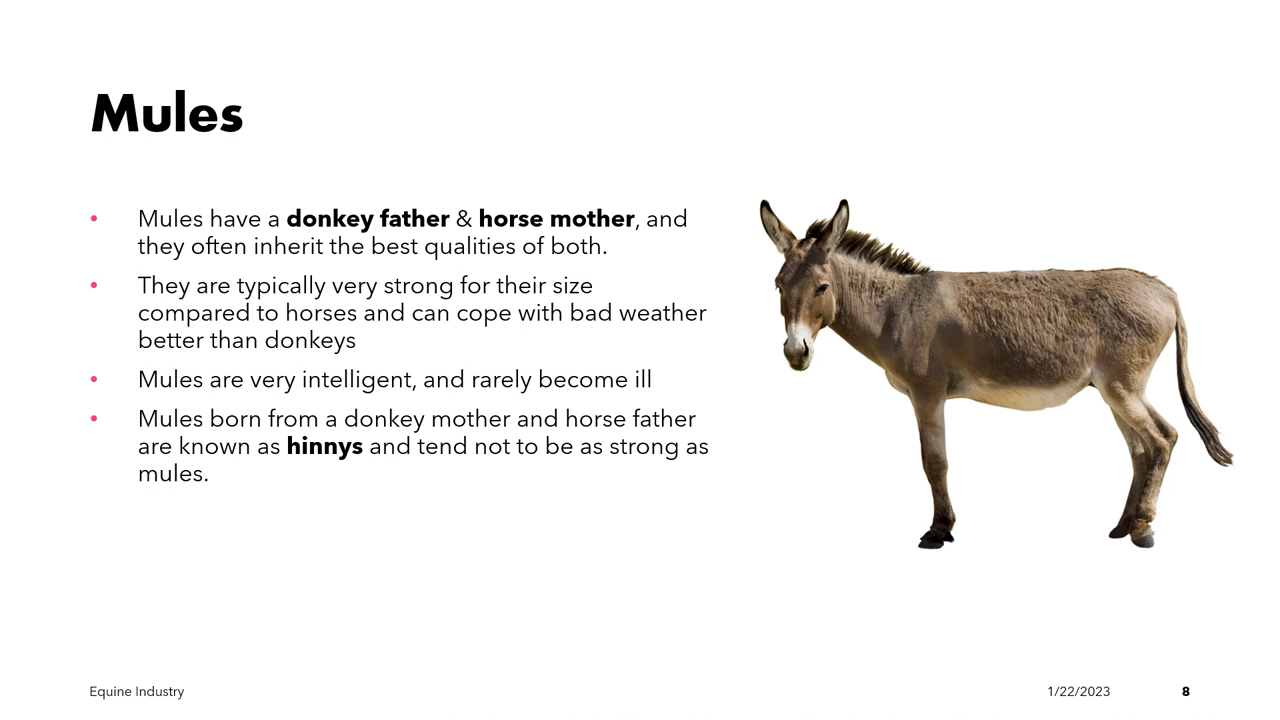 Mules
• Mules have a donkey father & horse mother, and
they often inherit the best qualities of both.
• They are typically very strong for their size
compared to horses and can cope with bad weather
better than donkeys
• Mules are very intelligent, and rarely become ill
• Mules born from a donkey mother and horse father
are known as hinnys and tend not to be as strong as
mules.
Equine Industry
1/22/2023
8